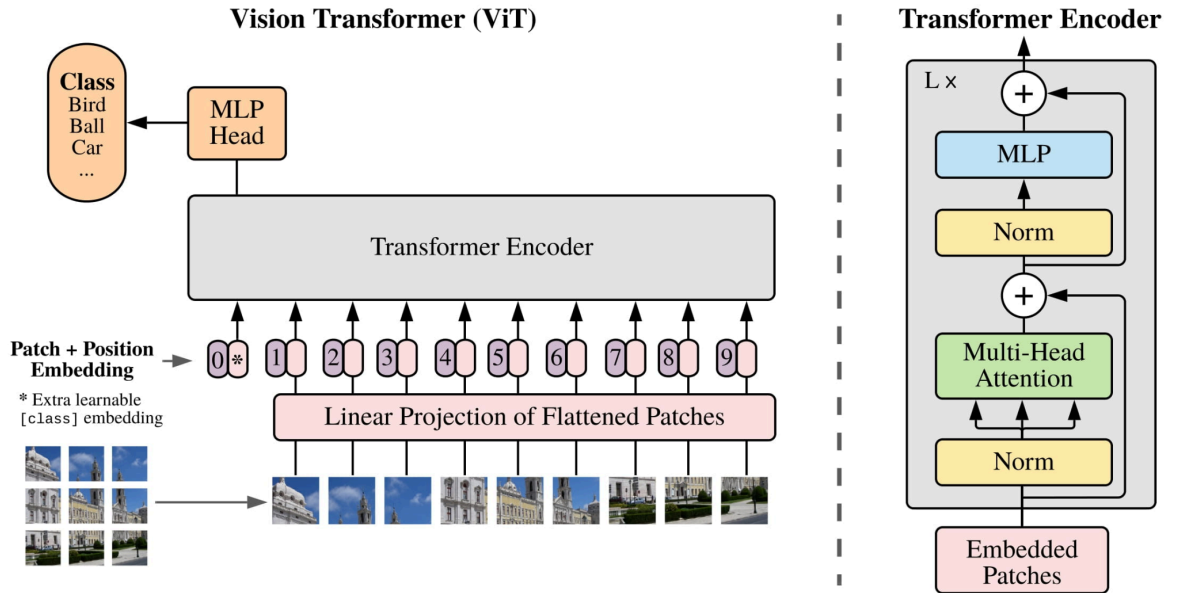 Vision Transformer (ViT)
Class
Bird
Ball
Car
...
MLP
Head
Transformer Encoder
0 * 1 2 3 4 5 6 7 8 9
Patch + Position
Embedding
* Extra learnable
[class] embedding
Linear Projection of Flattened Patches
Transformer Encoder
L ×
+
MLP
Norm
+
Multi-Head
Attention
Norm
Embedded
Patches